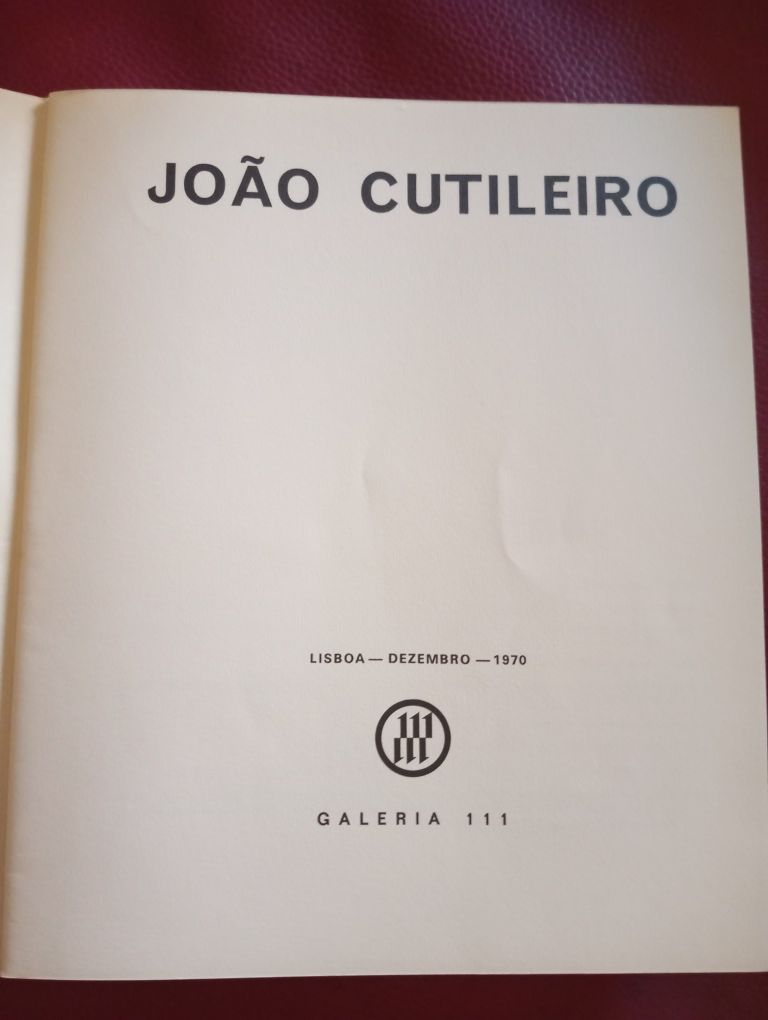 JOÃO CUTILEIRO
LISBOA — DEZEMBRO — 1970
111
GALERIA 111